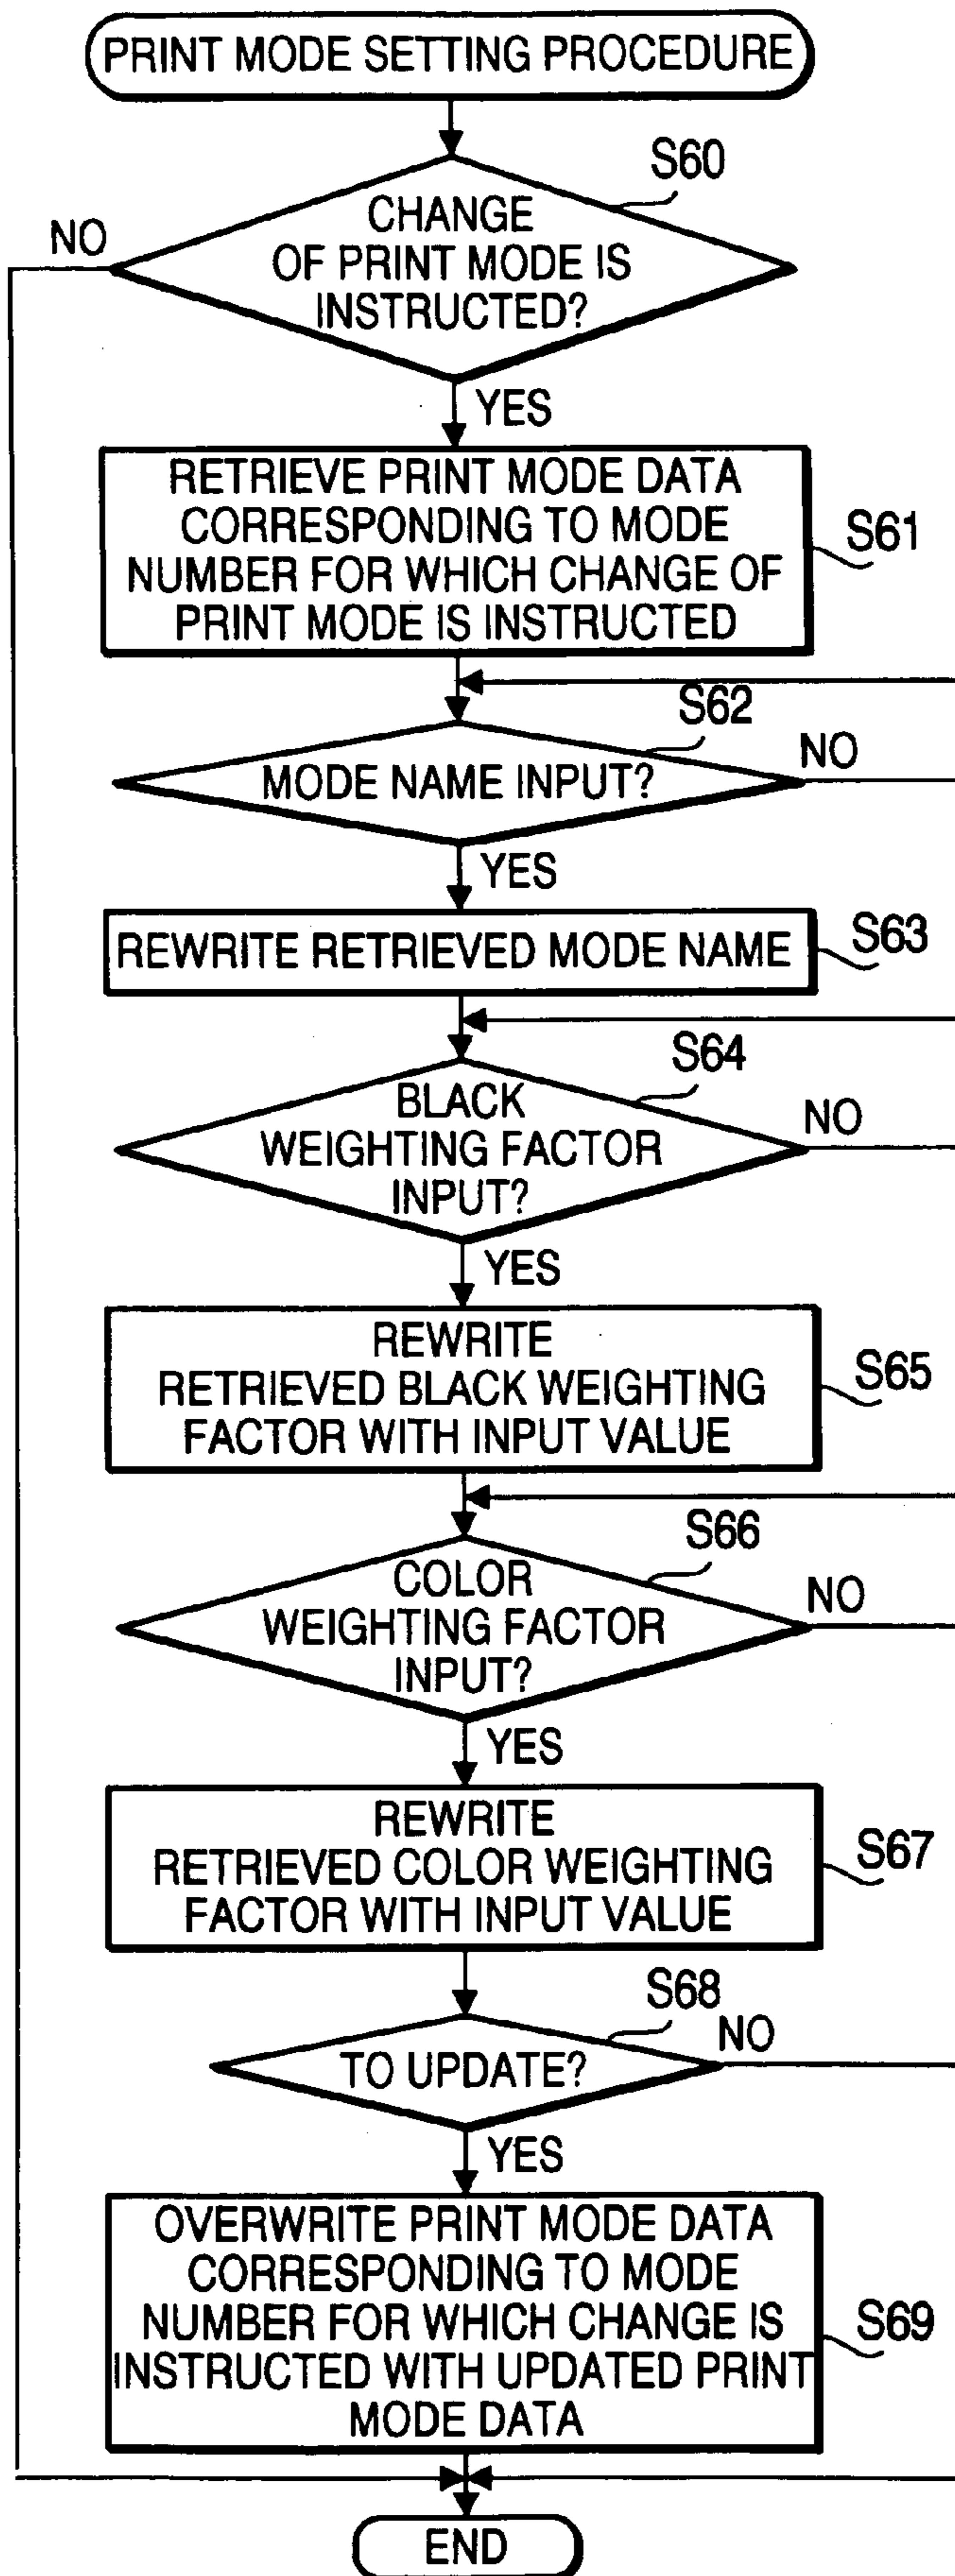 PRINT MODE SETTING PROCEDURE
S60
CHANGE
OF PRINT MODE IS
INSTRUCTED?
NO
YES
RETRIEVE PRINT MODE DATA
CORRESPONDING TO MODE
NUMBER FOR WHICH CHANGE OF
PRINT MODE IS INSTRUCTED
S61
S62
MODE NAME INPUT?
NO
YES
REWRITE RETRIEVED MODE NAME
S63
S64
BLACK
WEIGHTING FACTOR
INPUT?
NO
YES
REWRITE
RETRIEVED BLACK WEIGHTING
FACTOR WITH INPUT VALUE
S65
S66
COLOR
WEIGHTING FACTOR
INPUT?
NO
YES
REWRITE
RETRIEVED COLOR WEIGHTING
FACTOR WITH INPUT VALUE
S67
S68
TO UPDATE?
NO
YES
OVERWRITE PRINT MODE DATA
CORRESPONDING TO MODE
NUMBER FOR WHICH CHANGE IS
INSTRUCTED WITH UPDATED PRINT
MODE DATA
S69
END